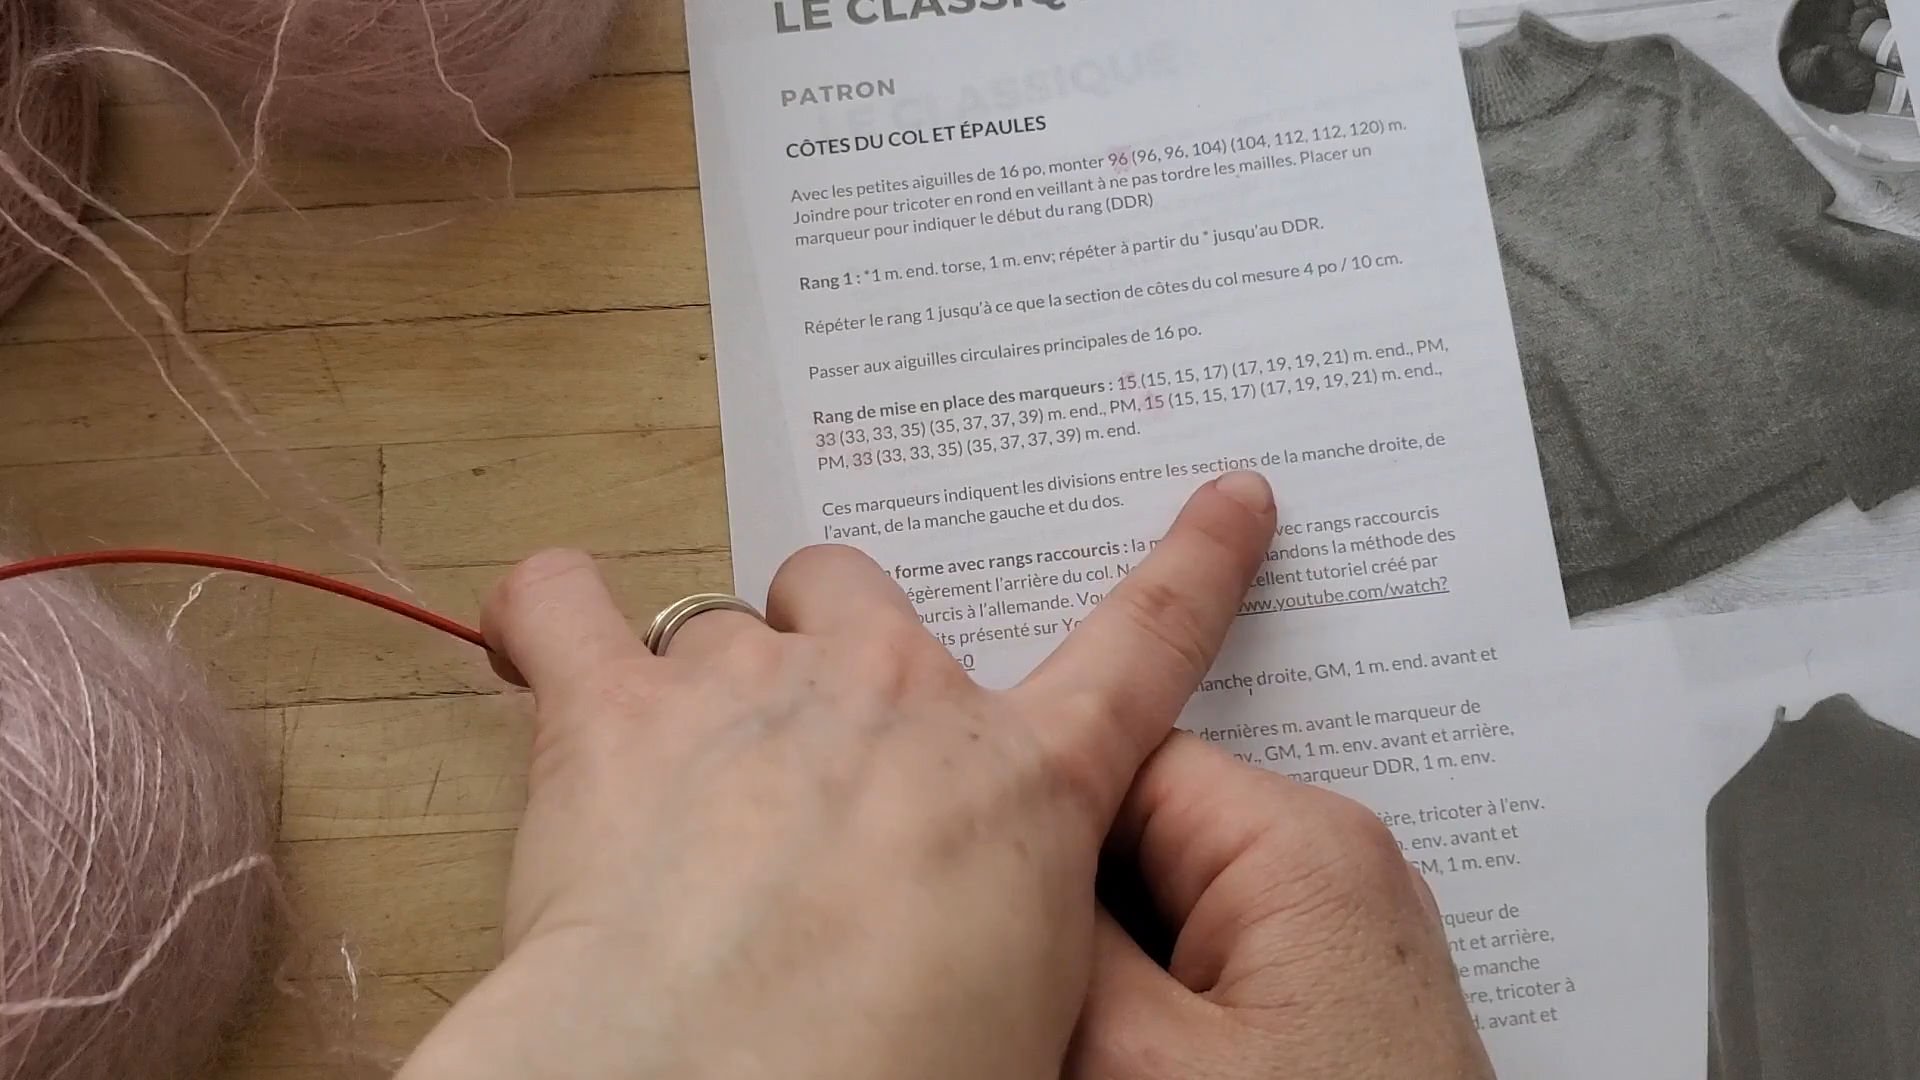 LE CLASSIQ
PATRON
CÔTES DU COL ET ÉPAULES
Avec les petites aiguilles de 16 po, monter 96 (96, 96, 104) (104, 112, 112, 120) m.
Joindre pour tricoter en rond en veillant à ne pas tordre les mailles. Placer un
marqueur pour indiquer le début du rang (DDR)
Rang 1 : *1 m. end. torse, 1 m. env; répéter à partir du * jusqu'au DDR.
Répéter le rang 1 jusqu'à ce que la section de côtes du col mesure 4 po / 10 cm.
Passer aux aiguilles circulaires principales de 16 po.
Rang de mise en place des marqueurs : 15 (15, 15, 17) (17, 19, 19, 21) m. end., PM,
33 (33, 33, 35) (35, 37, 37, 39) m. end., PM, 15 (15, 15, 17) (17, 19, 19, 21) m. end.,
PM, 33 (33, 33, 35) (35, 37, 37, 39) m. end.
Ces marqueurs indiquent les divisions entre les sections de la manche droite, de
l'avant, de la manche gauche et du dos.
forme avec rangs raccourcis : la avec rangs raccourcis
légèrement l'arrière du col. mandons la méthode des
raccourcis à l'allemande. excellent tutoriel créé par
présenté sur www.youtube.com/watch?
manche droite, GM, 1 m. end. avant et
dernières m. avant le marqueur de
GM, 1 m. env. avant et arrière,
marqueur DDR, 1 m. env.
tricoter à l'env.
env. avant et
GM, 1 m. env.
marqueur de
et arrière,
manche
tricoter à
avant et